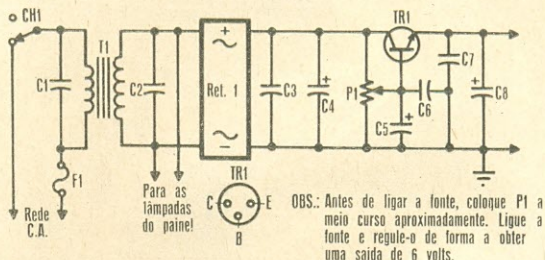 CH1
TR1
T1
C1
C2
+
Ret. 1
-
C3
+
C4
P1
C5
+
C6
C7
+
C8
F1
Rede
C.A.
Para as
lâmpadas
do painel
TR1
C
E
B
OBS.: Antes de ligar a fonte, coloque P1 a
meio curso aproximadamente. Ligue a
fonte e regule-o de forma a obter
uma saída de 6 volts.